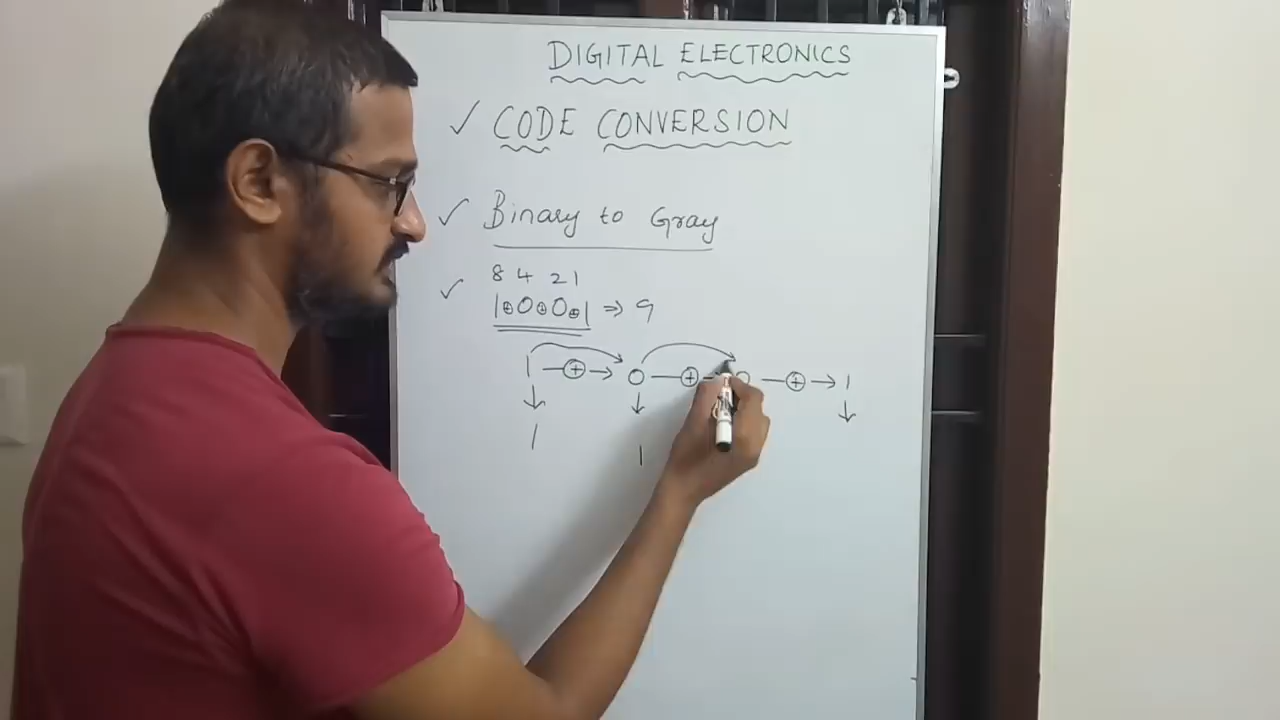 DIGITAL ELECTRONICS
✓ CODE CONVERSION
✓ Binary to Gray
8 4 2 1
✓ 1⊕0⊕0⊕1 ⇒ 9
1 —⊕→ 0 —⊕→ 0 —⊕→ 1
↓ ↓ ↓
1 1